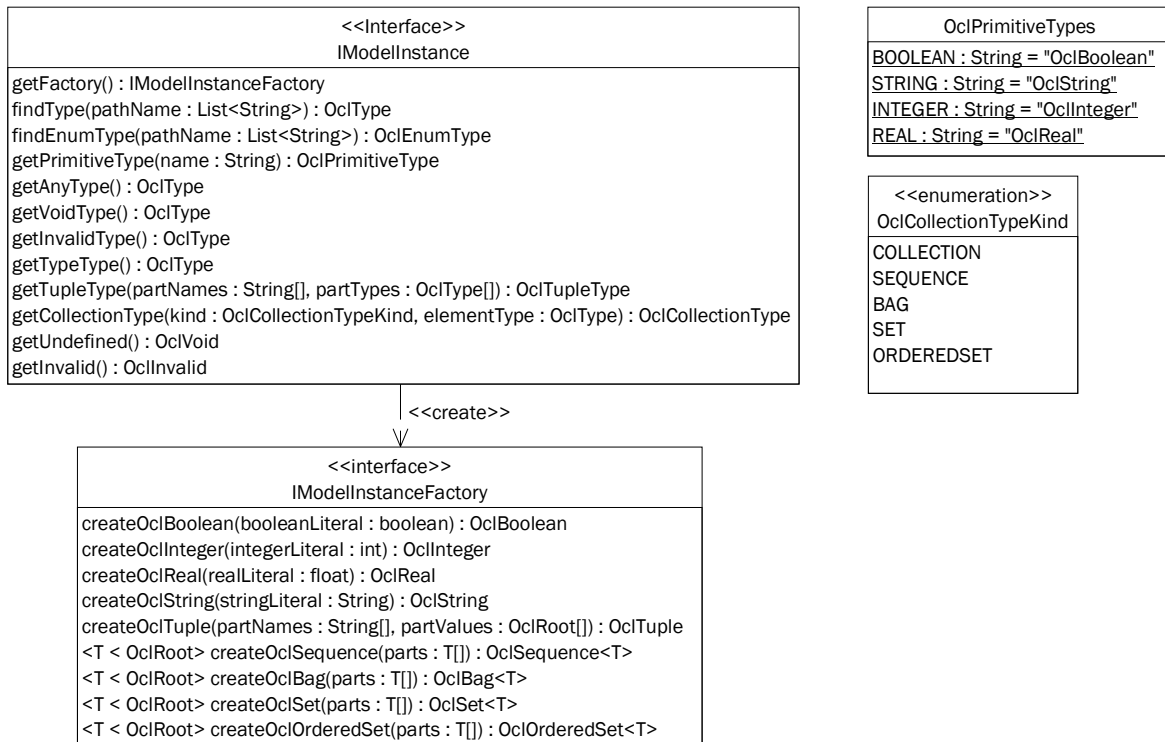 <<Interface>>
IModelInstance
getFactory() : IModelInstanceFactory
findType(pathName : List<String>) : OclType
findEnumType(pathName : List<String>) : OclEnumType
getPrimitiveType(name : String) : OclPrimitiveType
getAnyType() : OclType
getVoidType() : OclType
getInvalidType() : OclType
getTypeType() : OclType
getTupleType(partNames : String[], partTypes : OclType[]) : OclTupleType
getCollectionType(kind : OclCollectionTypeKind, elementType : OclType) : OclCollectionType
getUndefined() : OclVoid
getInvalid() : OclInvalid
OclPrimitiveTypes
BOOLEAN : String = "OclBoolean"
STRING : String = "OclString"
INTEGER : String = "OclInteger"
REAL : String = "OclReal"
<<enumeration>>
OclCollectionTypeKind
COLLECTION
SEQUENCE
BAG
SET
ORDEREDSET
<<create>>
<<interface>>
IModelInstanceFactory
createOclBoolean(booleanLiteral : boolean) : OclBoolean
createOclInteger(integerLiteral : int) : OclInteger
createOclReal(realLiteral : float) : OclReal
createOclString(stringLiteral : String) : OclString
createOclTuple(partNames : String[], partValues : OclRoot[]) : OclTuple
<T < OclRoot> createOclSequence(parts : T[]) : OclSequence<T>
<T < OclRoot> createOclBag(parts : T[]) : OclBag<T>
<T < OclRoot> createOclSet(parts : T[]) : OclSet<T>
<T < OclRoot> createOclOrderedSet(parts : T[]) : OclOrderedSet<T>